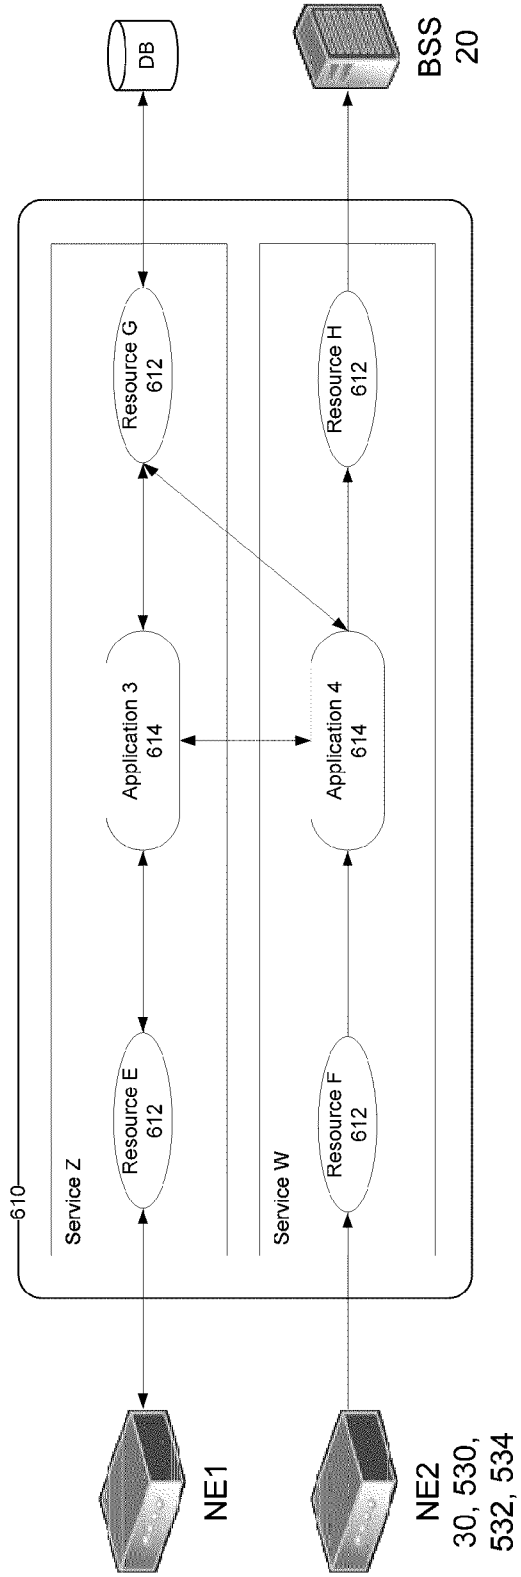 610
Service Z
NE1
Resource E
612
Application 3
614
Resource G
612
DB
Service W
NE2
30, 530,
532, 534
Resource F
612
Application 4
614
Resource H
612
BSS
20